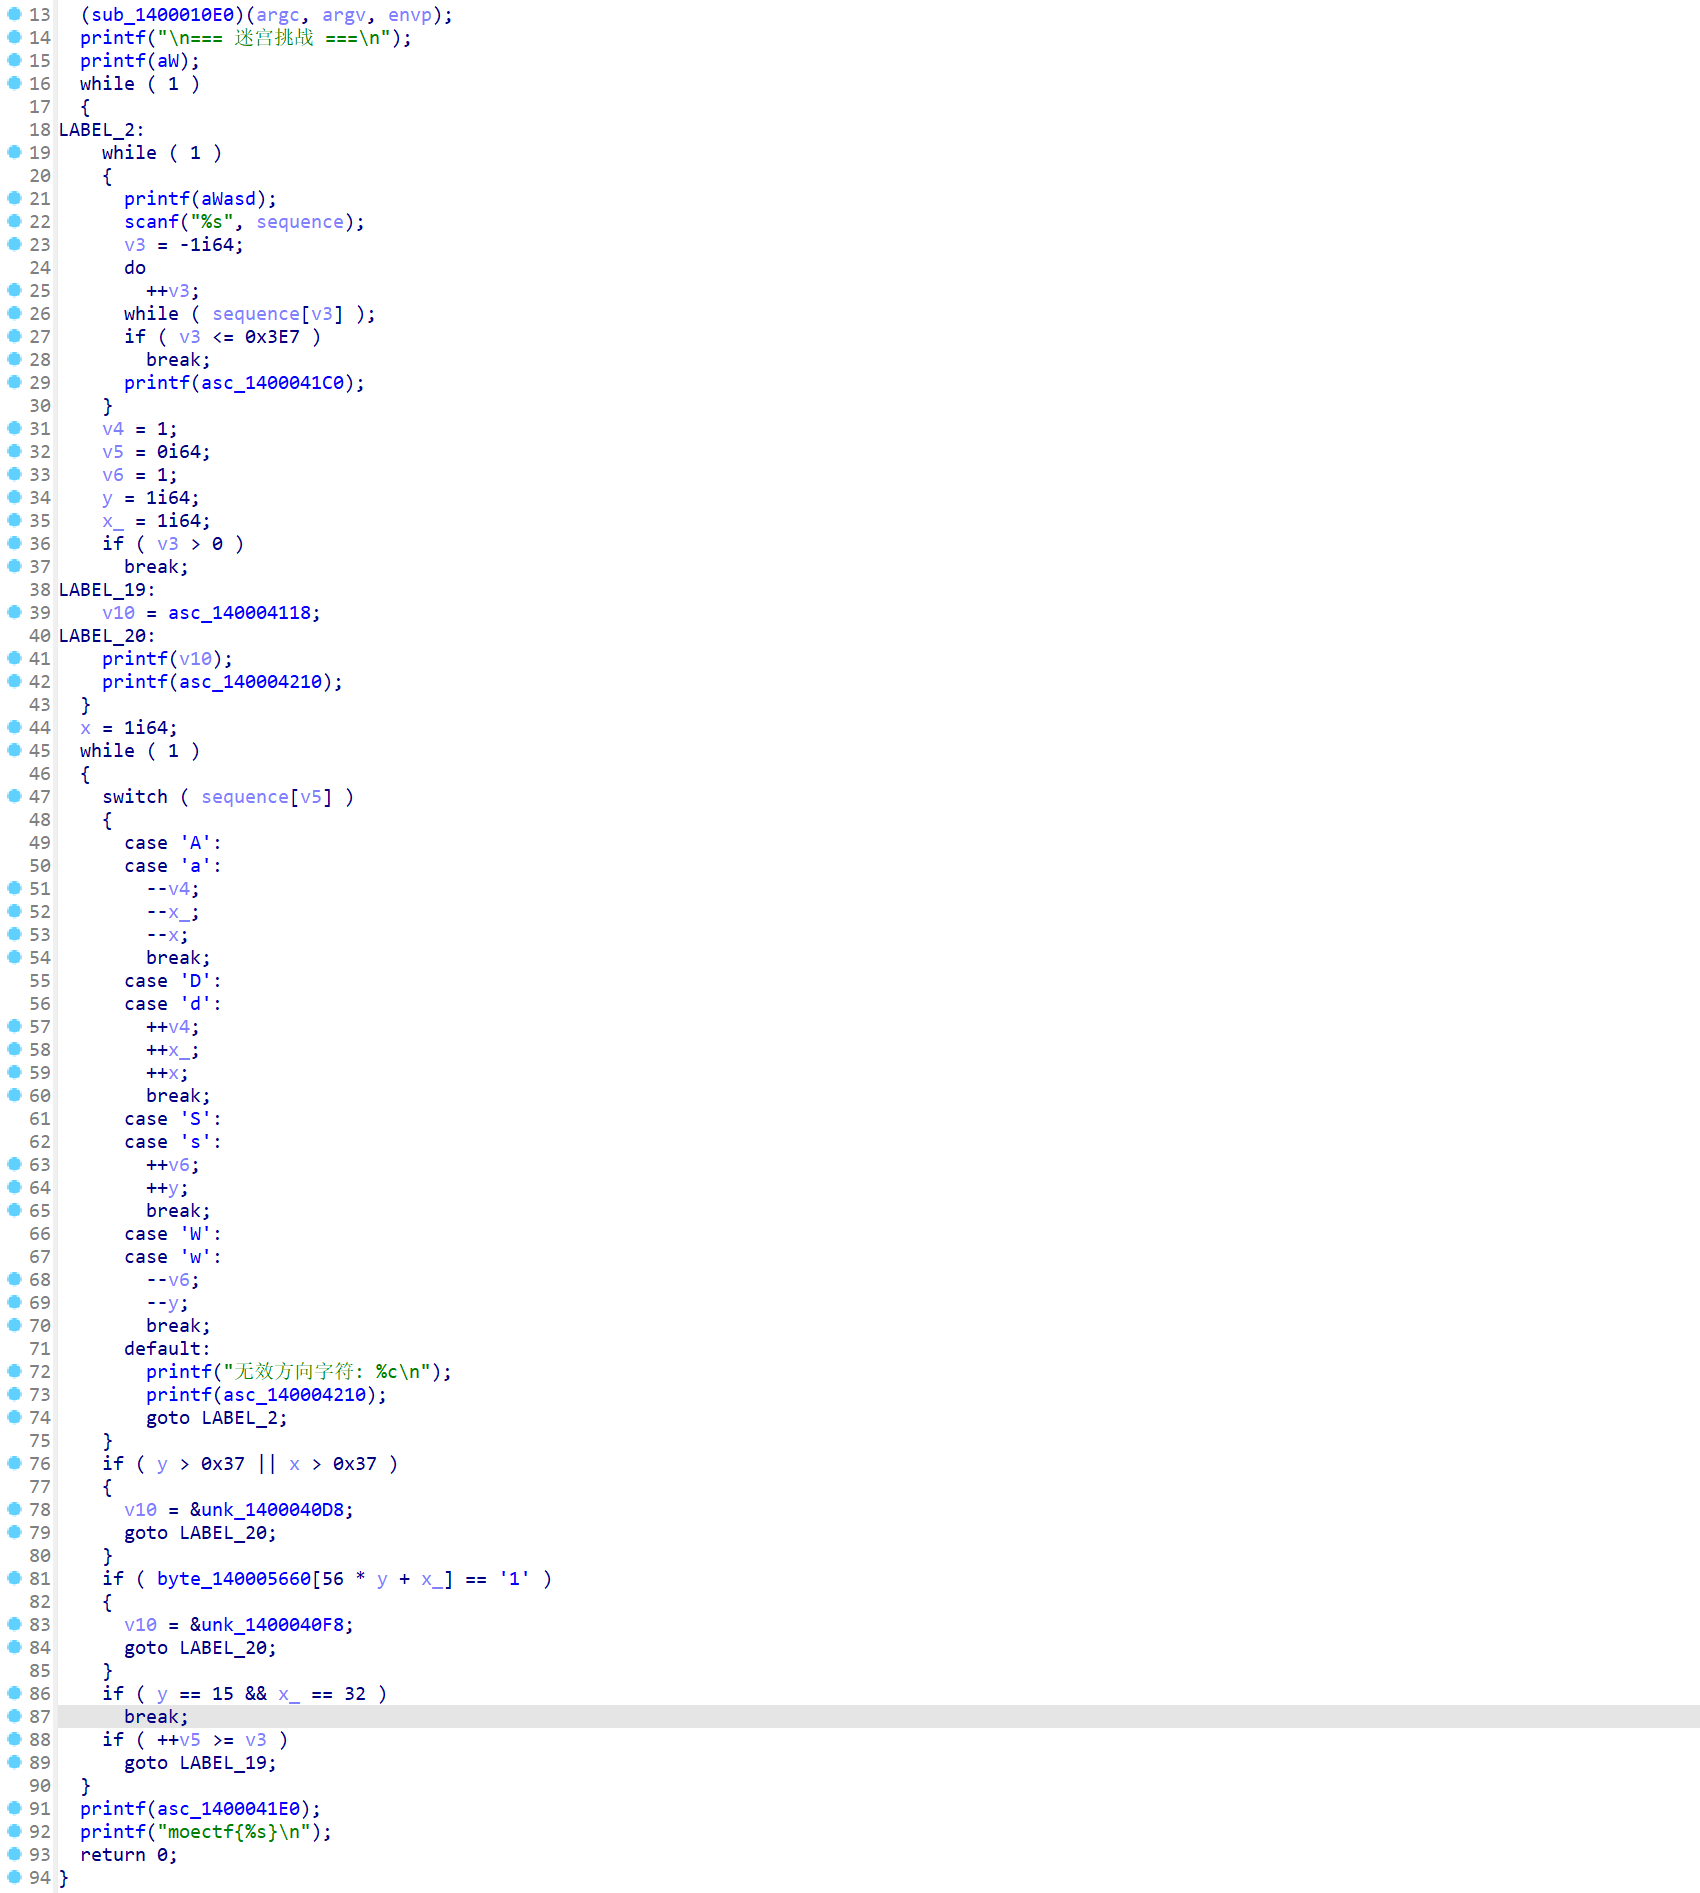 13 (sub_1400010E0)(argc, argv, envp);
14 printf("\n=== 迷宫挑战 ===\n");
15 printf(aW);
16 while ( 1 )
17 {
18 LABEL_2:
19 while ( 1 )
20 {
21 printf(aWasd);
22 scanf("%s", sequence);
23 v3 = -1i64;
24 do
25 ++v3;
26 while ( sequence[v3] );
27 if ( v3 <= 0x3E7 )
28 break;
29 printf(asc_1400041C0);
30 }
31 v4 = 1;
32 v5 = 0i64;
33 v6 = 1;
34 y = 1i64;
35 x_ = 1i64;
36 if ( v3 > 0 )
37 break;
38 LABEL_19:
39 v10 = asc_140004118;
40 LABEL_20:
41 printf(v10);
42 printf(asc_140004210);
43 }
44 x = 1i64;
45 while ( 1 )
46 {
47 switch ( sequence[v5] )
48 {
49 case 'A':
50 case 'a':
51 --v4;
52 --x_;
53 --x;
54 break;
55 case 'D':
56 case 'd':
57 ++v4;
58 ++x_;
59 ++x;
60 break;
61 case 'S':
62 case 's':
63 ++v6;
64 ++y;
65 break;
66 case 'W':
67 case 'w':
68 --v6;
69 --y;
70 break;
71 default:
72 printf("无效方向字符: %c\n");
73 printf(asc_140004210);
74 goto LABEL_2;
75 }
76 if ( y > 0x37 || x > 0x37 )
77 {
78 v10 = &unk_1400040D8;
79 goto LABEL_20;
80 }
81 if ( byte_140005660[56 * y + x_] == '1' )
82 {
83 v10 = &unk_1400040F8;
84 goto LABEL_20;
85 }
86 if ( y == 15 && x_ == 32 )
87 break;
88 if ( ++v5 >= v3 )
89 goto LABEL_19;
90 }
91 printf(asc_1400041E0);
92 printf("moectf{%s}\n");
93 return 0;
94 }